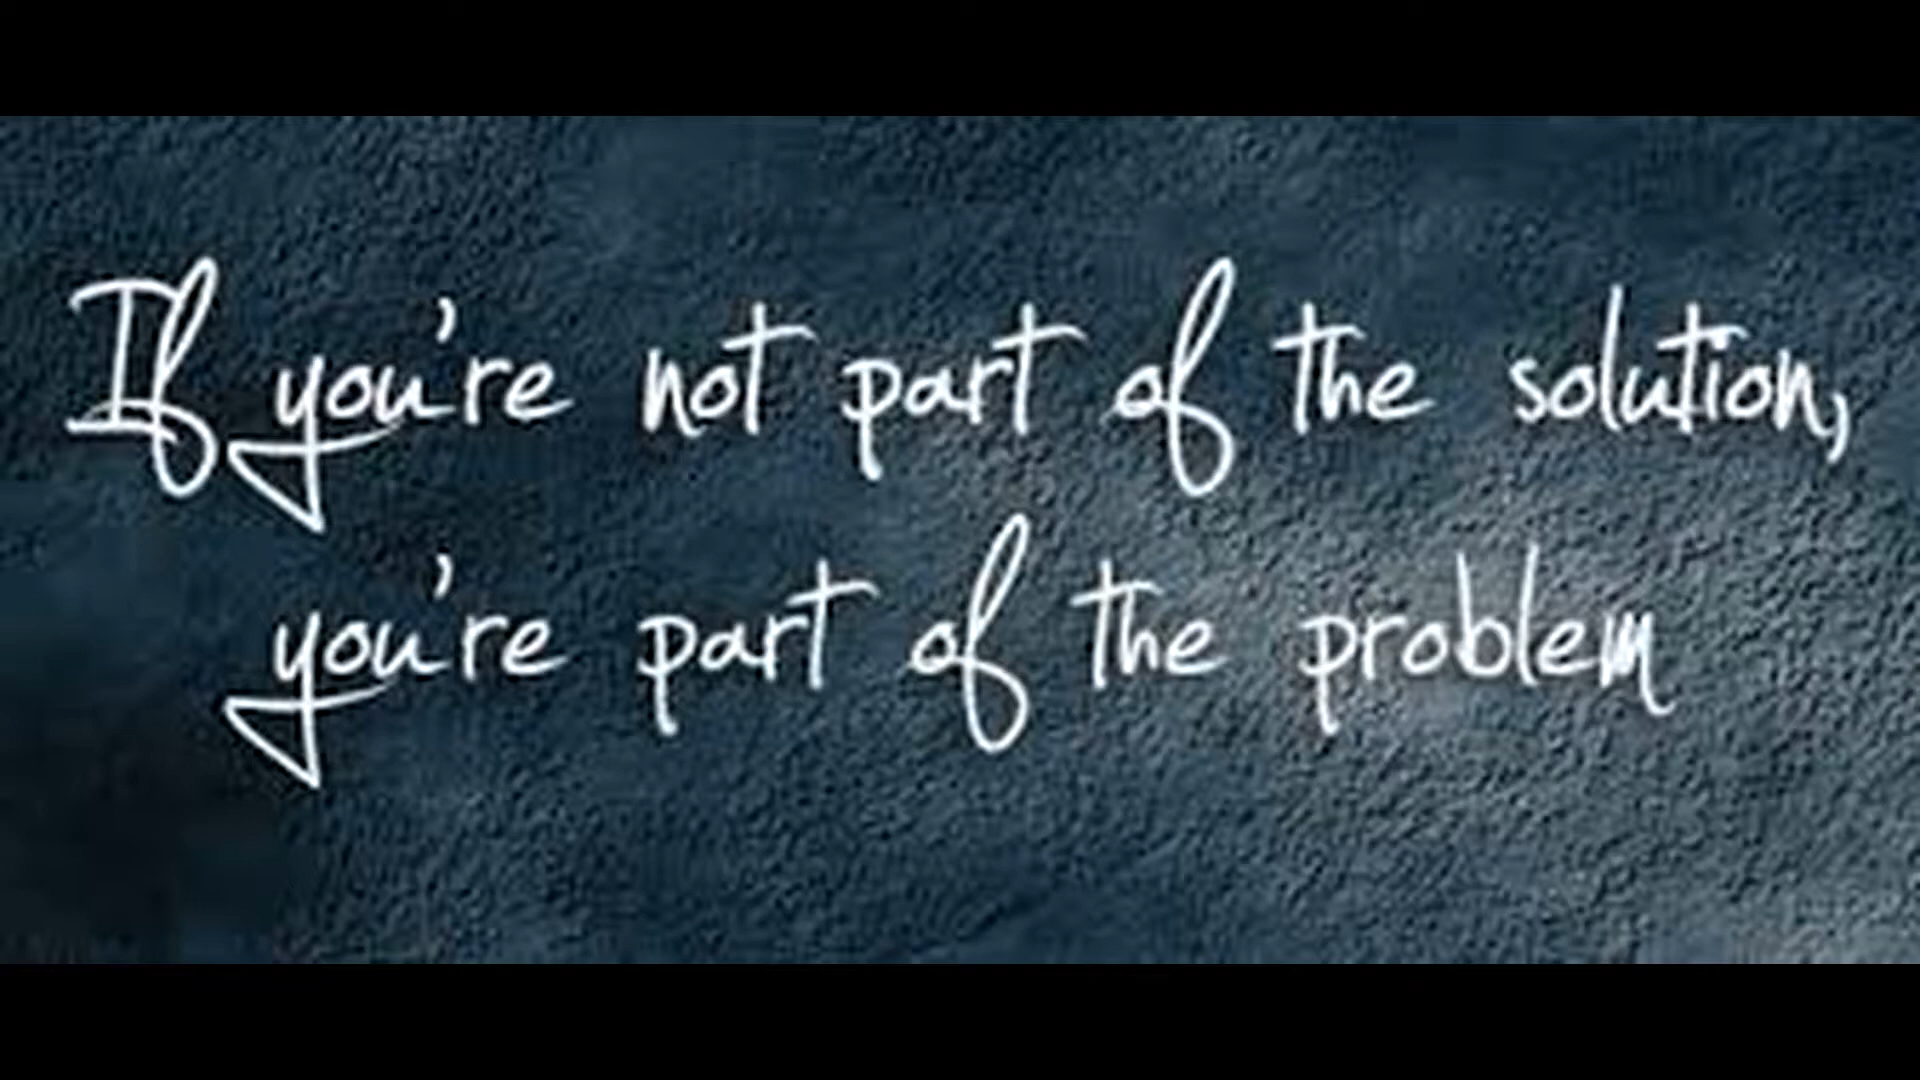 If you're not part of the solution,
you're part of the problem